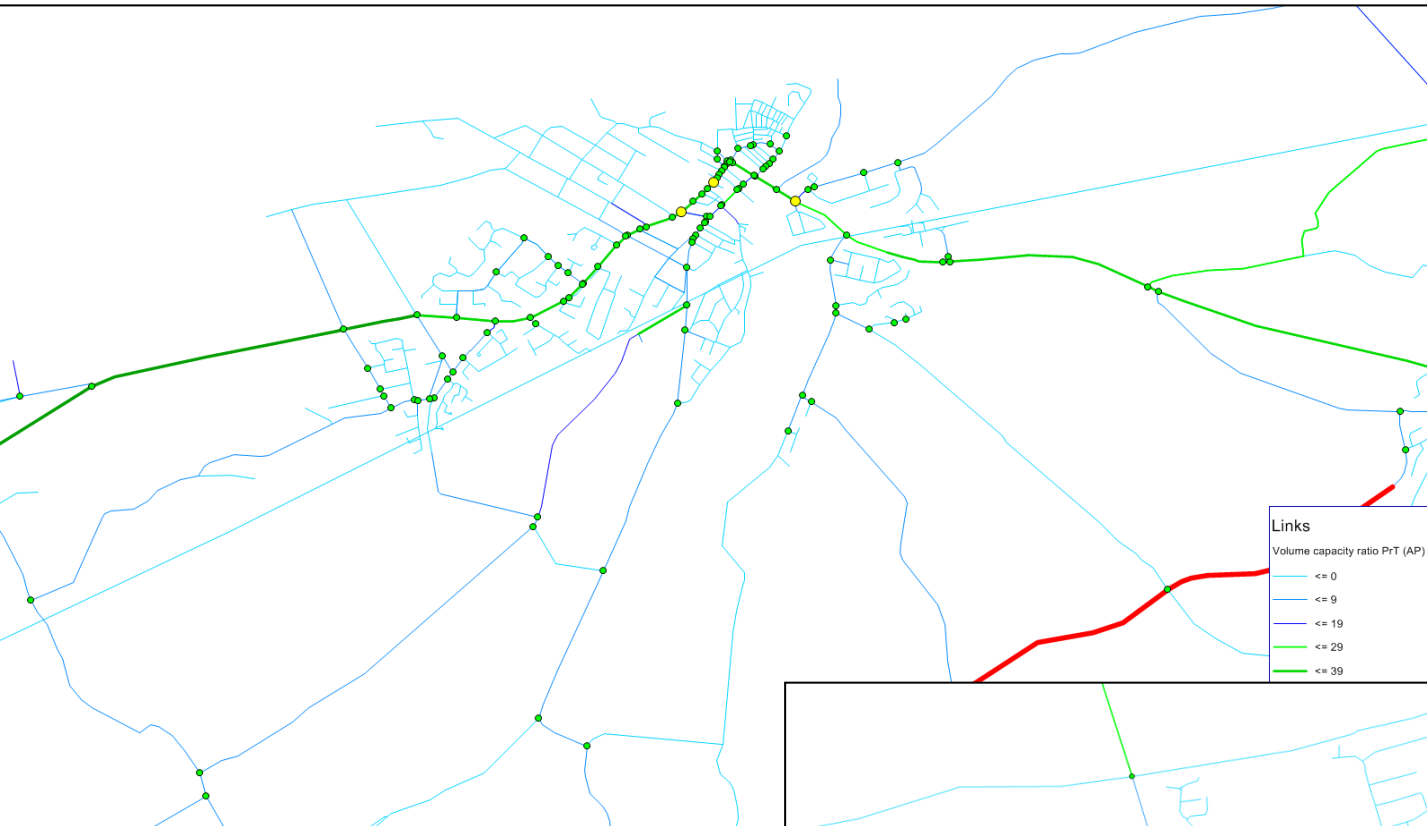 Links
Volume capacity ratio PrT (AP)
<= 0
<= 9
<= 19
<= 29
<= 39